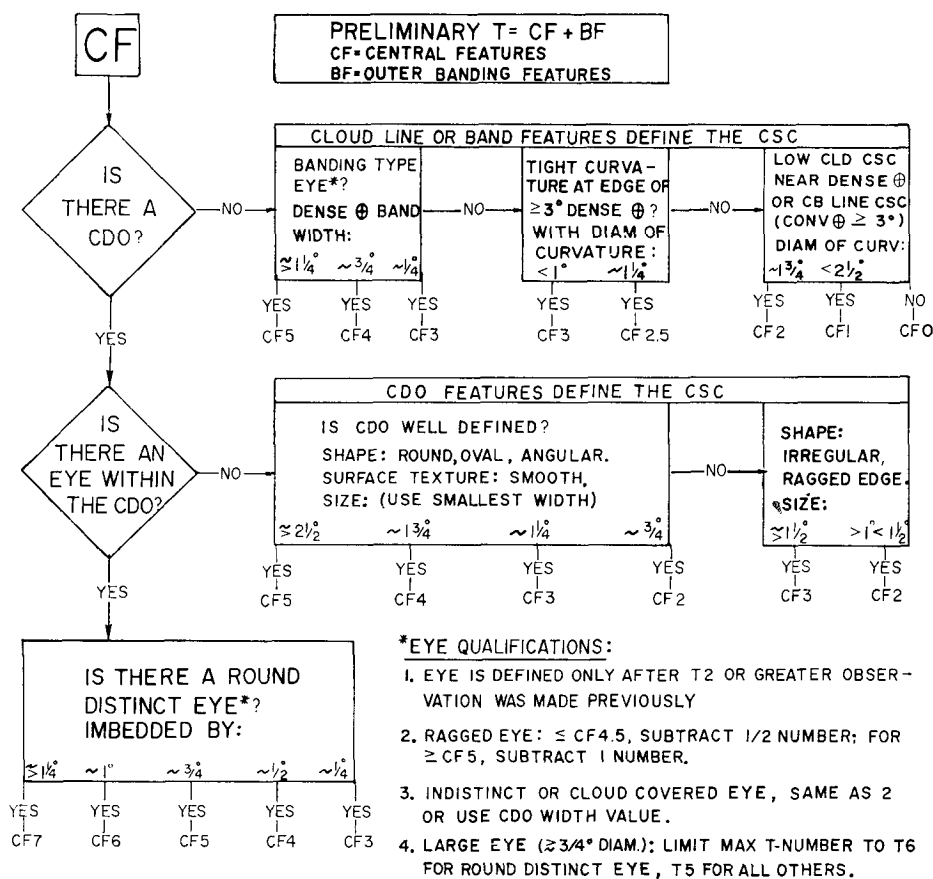 CF
PRELIMINARY T= CF + BF
CF=CENTRAL FEATURES
BF=OUTER BANDING FEATURES
IS
THERE A
CDO?
NO
CLOUD LINE OR BAND FEATURES DEFINE THE CSC
BANDING TYPE
EYE*?
DENSE ⊕ BAND
WIDTH:
≥1¼° ~¾° ~¼°
NO
TIGHT CURVA-
TURE AT EDGE OF
≥3° DENSE ⊕?
WITH DIAM OF
CURVATURE:
<1° ~1¼°
NO
LOW CLD CSC
NEAR DENSE ⊕
OR CB LINE CSC
(CONV ⊕ ≥ 3°)
DIAM OF CURV:
~1¾° <2½°
YES YES YES YES YES YES YES NO
CF5 CF4 CF3 CF3 CF2.5 CF2 CF1 CF0
YES
IS
THERE AN
EYE WITHIN
THE CDO?
NO
CDO FEATURES DEFINE THE CSC
IS CDO WELL DEFINED?
SHAPE: ROUND,OVAL, ANGULAR.
SURFACE TEXTURE: SMOOTH,
SIZE: (USE SMALLEST WIDTH)
≳2½° ~1¾° ~1¼° ~¾°
NO
SHAPE:
IRREGULAR,
RAGGED EDGE.
SIZE:
≳1½° >1°<1½°
YES YES YES YES YES YES
CF5 CF4 CF3 CF2 CF3 CF2
YES
IS THERE A ROUND
DISTINCT EYE*?
IMBEDDED BY:
≳1¼° ~1° ~¾° ~½° ~¼°
YES YES YES YES YES
CF7 CF6 CF5 CF4 CF3
*EYE QUALIFICATIONS:
1. EYE IS DEFINED ONLY AFTER T2 OR GREATER OBSER-
VATION WAS MADE PREVIOUSLY
2. RAGGED EYE: ≤ CF4.5, SUBTRACT 1/2 NUMBER; FOR
≥CF5, SUBTRACT 1 NUMBER.
3. INDISTINCT OR CLOUD COVERED EYE, SAME AS 2
OR USE CDO WIDTH VALUE.
4. LARGE EYE (≳3/4° DIAM.): LIMIT MAX T-NUMBER TO T6
FOR ROUND DISTINCT EYE, T5 FOR ALL OTHERS.